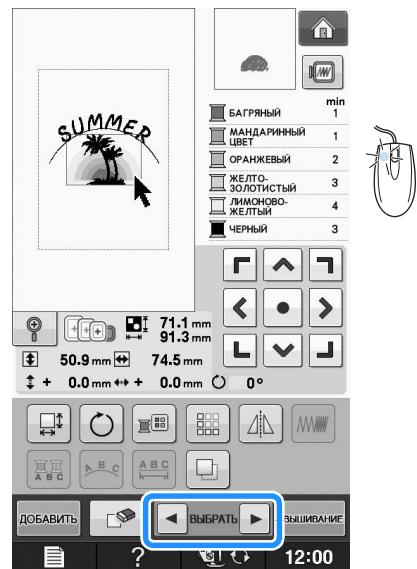 SUMMER
min
БАГРЯНЫЙ 1
МАНДАРИННЫЙ ЦВЕТ 1
ОРАНЖЕВЫЙ 2
ЖЕЛТО-
ЗОЛОТИСТЫЙ 3
ЛИМОНОВО-
ЖЕЛТЫЙ 4
ЧЕРНЫЙ 3
71.1 mm
91.3 mm
50.9 mm 74.5 mm
+ 0.0 mm + 0.0 mm 0°
A B C A B C A B C
ДОБАВИТЬ ВЫБРАТЬ ВЫШИВАНИЕ
? 12:00